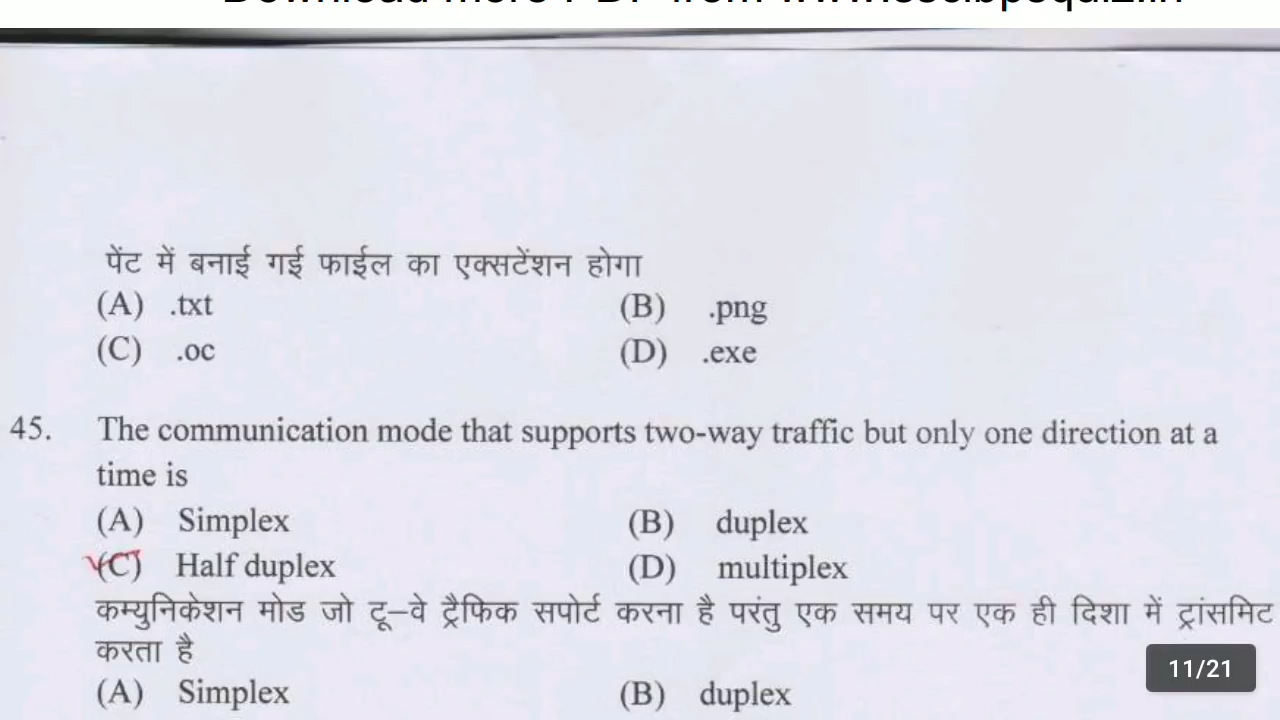 पेंट में बनाई गई फाईल का एक्सटेंशन होगा
(A) .txt (B) .png
(C) .oc (D) .exe
45. The communication mode that supports two-way traffic but only one direction at a
time is
(A) Simplex (B) duplex
(C) Half duplex (D) multiplex
कम्युनिकेशन मोड जो टू–वे ट्रैफिक सपोर्ट करना है परंतु एक समय पर एक ही दिशा में ट्रांसमिट
करता है
(A) Simplex (B) duplex
11/21